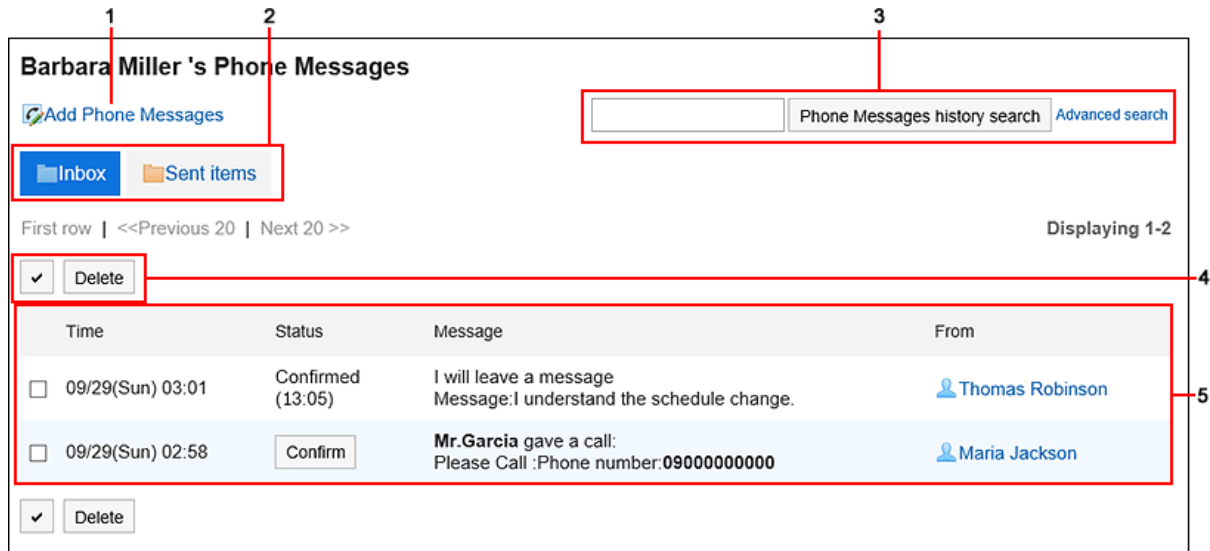 1 2 3
Barbara Miller 's Phone Messages
Add Phone Messages
Phone Messages history search Advanced search
Inbox Sent items
First row | <<Previous 20 | Next 20 >> Displaying 1-2
Delete 4
Time Status Message From
09/29(Sun) 03:01 Confirmed I will leave a message Thomas Robinson
(13:05) Message:I understand the schedule change. 5
09/29(Sun) 02:58 Confirm Mr.Garcia gave a call: Maria Jackson
Please Call :Phone number:09000000000
Delete